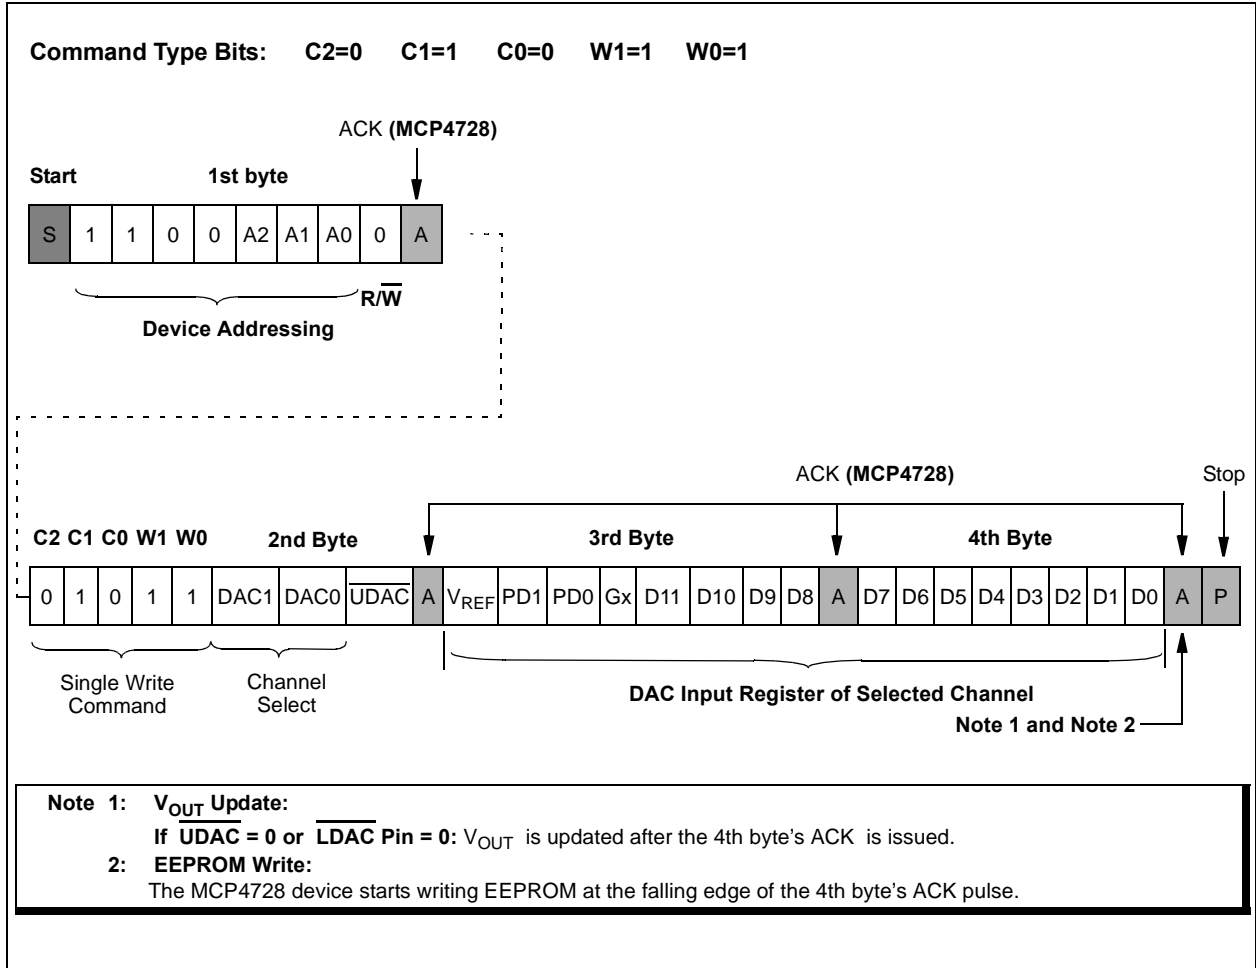 Command Type Bits: C2=0 C1=1 C0=0 W1=1 W0=1
ACK (MCP4728)
Start 1st byte
S 1 1 0 0 A2 A1 A0 0 A
R/W̅
Device Addressing
ACK (MCP4728) Stop
C2 C1 C0 W1 W0 2nd Byte 3rd Byte 4th Byte
0 1 0 1 1 DAC1 DAC0 U̅D̅A̅C̅ A VREF PD1 PD0 Gx D11 D10 D9 D8 A D7 D6 D5 D4 D3 D2 D1 D0 A P
Single Write Command
Channel Select
DAC Input Register of Selected Channel
Note 1 and Note 2
Note 1: VOUT Update:
If U̅D̅A̅C̅ = 0 or L̅D̅A̅C̅ Pin = 0: VOUT is updated after the 4th byte's ACK is issued.
2: EEPROM Write:
The MCP4728 device starts writing EEPROM at the falling edge of the 4th byte's ACK pulse.